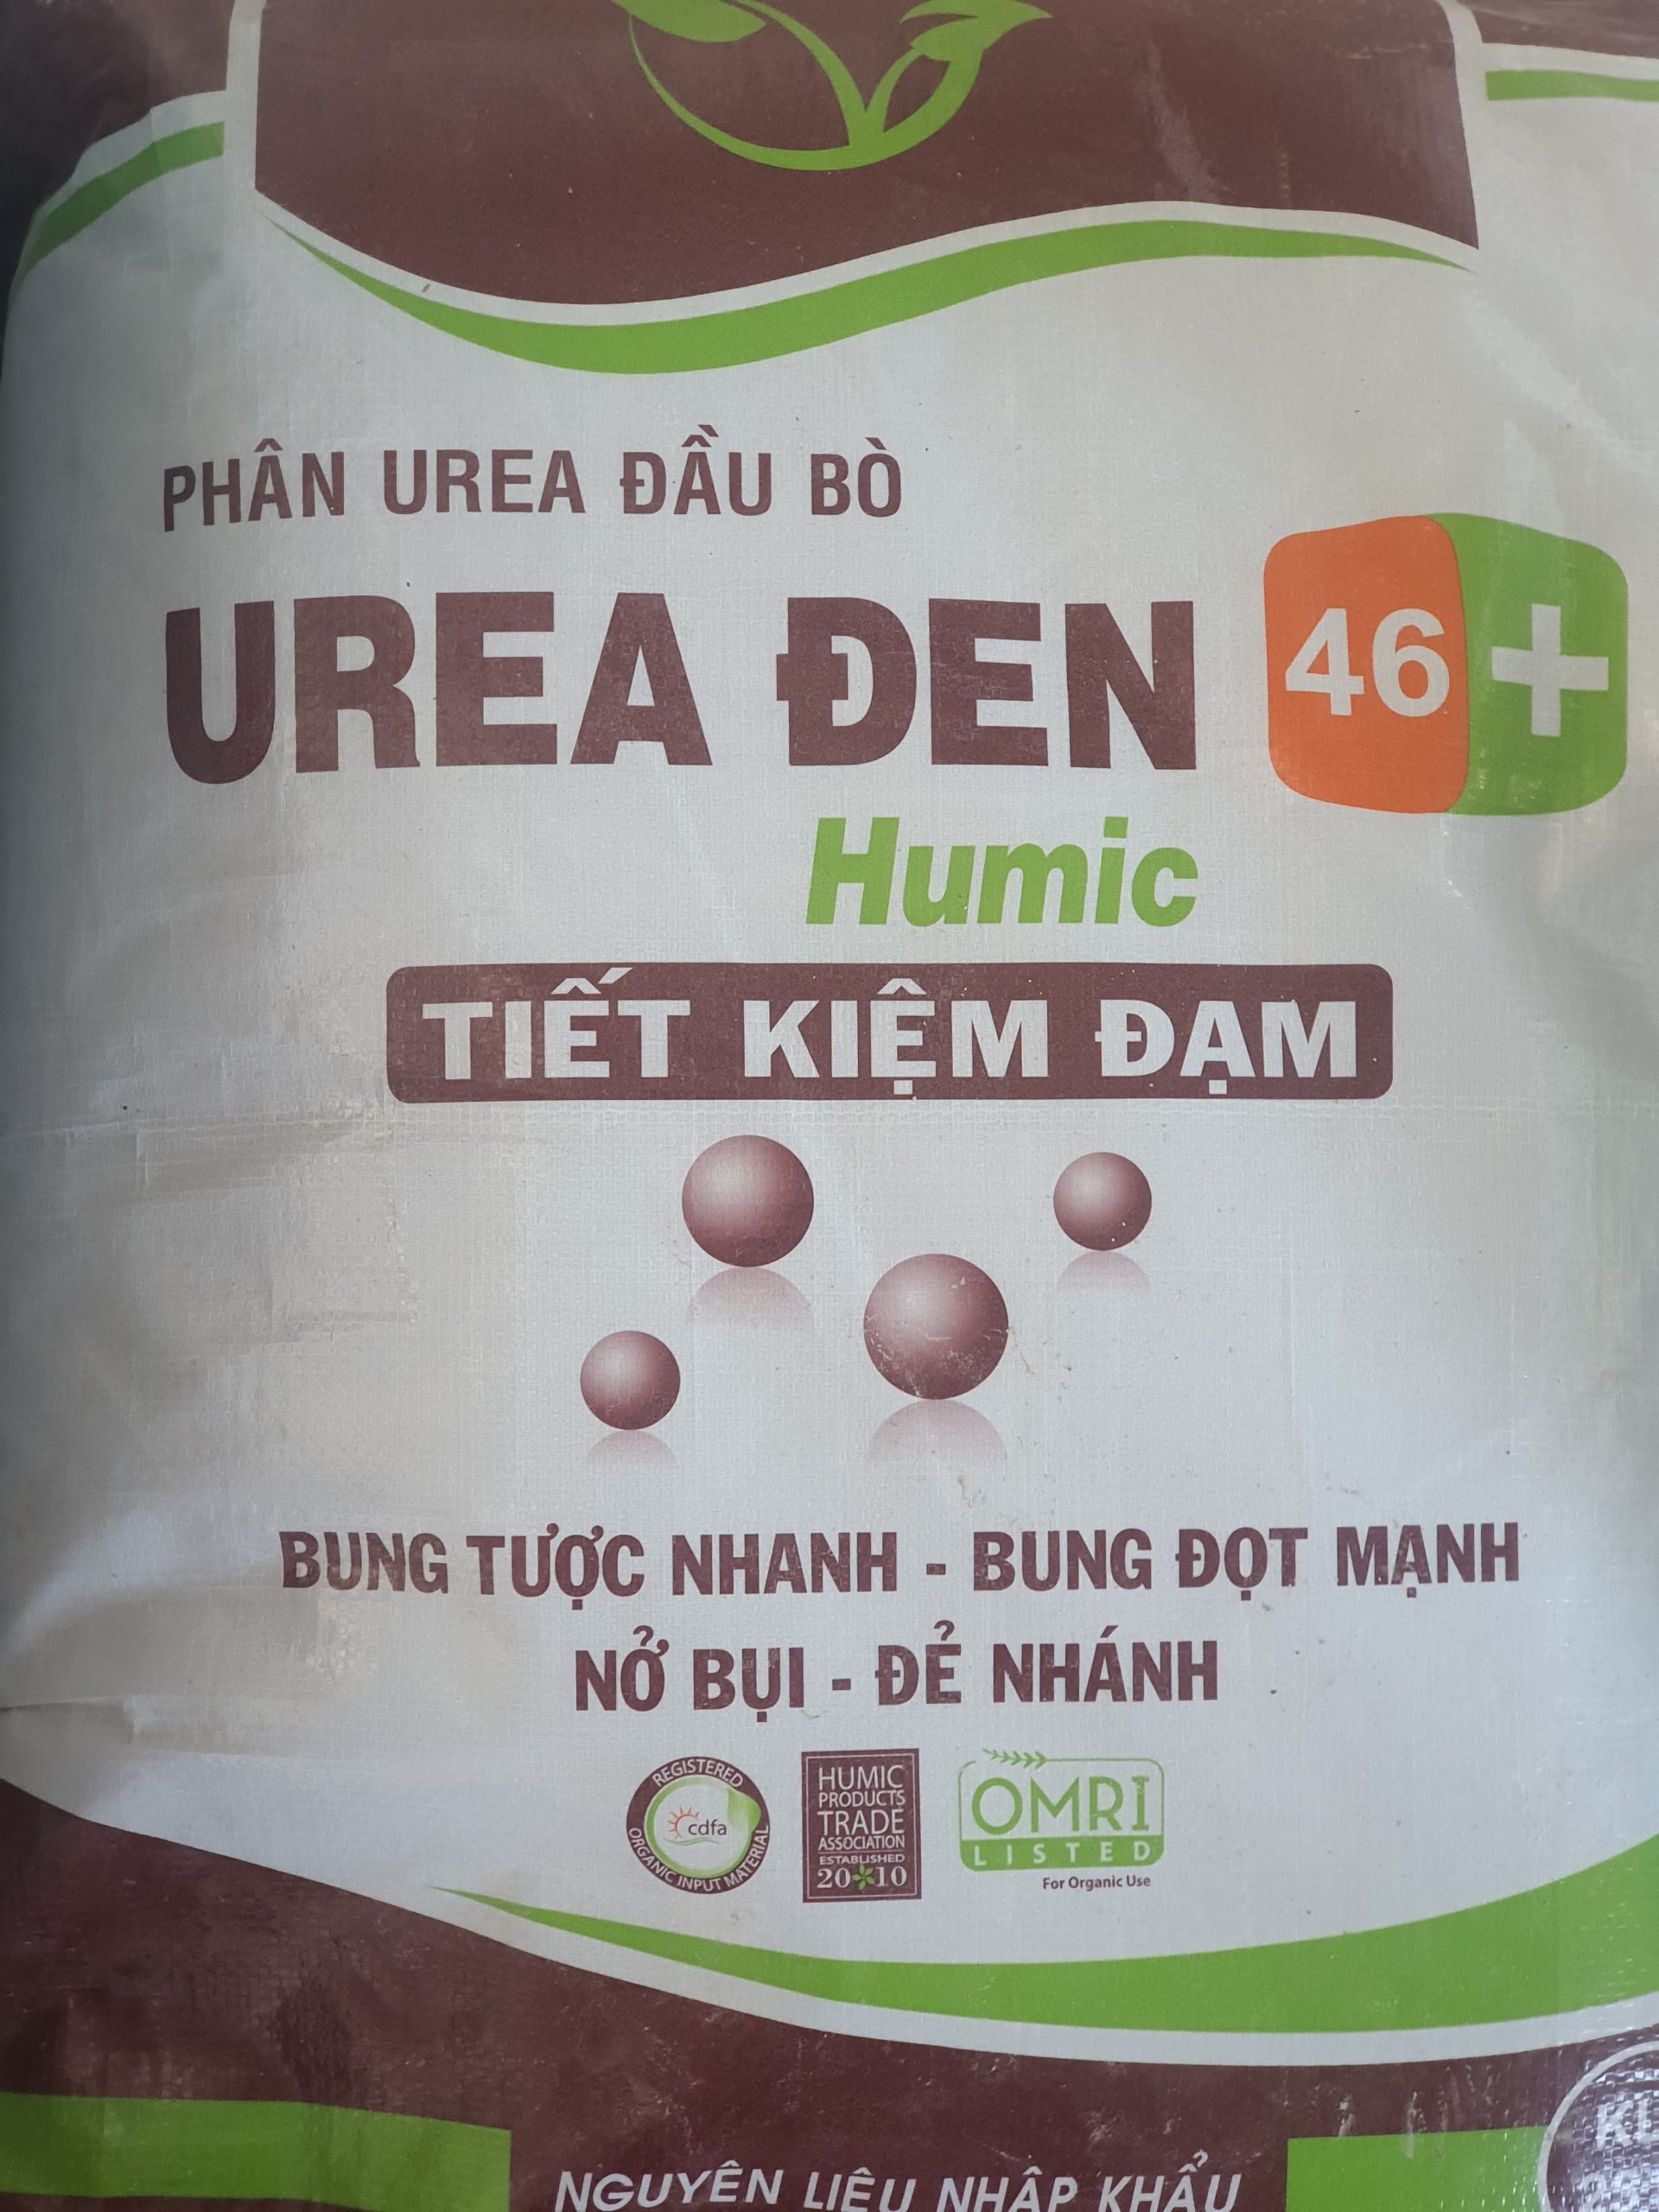 PHÂN UREA ĐẦU BÒ
UREA ĐEN 46+
Humic
TIẾT KIỆM ĐẠM
BUNG TƯỢC NHANH - BUNG ĐỌT MẠNH
NỞ BỤI - ĐẺ NHÁNH
REGISTERED
cdfa
ORGANIC INPUT MATERIAL
HUMIC
PRODUCTS
TRADE
ASSOCIATION
ESTABLISHED
2010
OMRI
LISTED
For Organic Use
NGUYÊN LIỆU NHẬP KHẨU